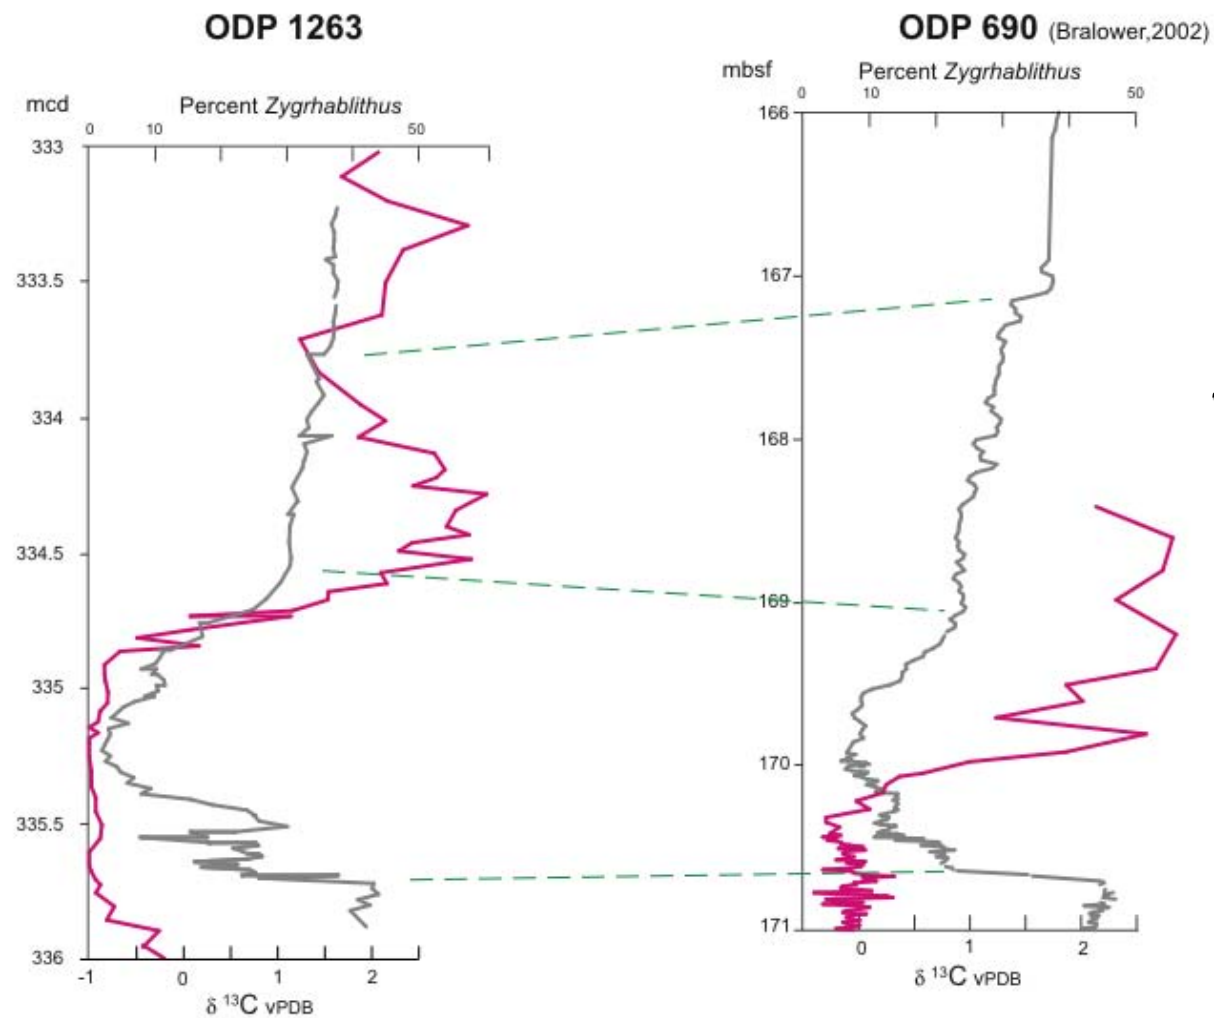 ODP 1263
ODP 690 (Bralower,2002)
mbsf Percent Zygrhablithus
mcd Percent Zygrhablithus
0 10 50
0 10 50
333
333.5
334
334.5
335
335.5
336
166
167
168
169
170
171
-1 0 1 2
δ 13C vPDB
0 1 2
δ 13C vPDB